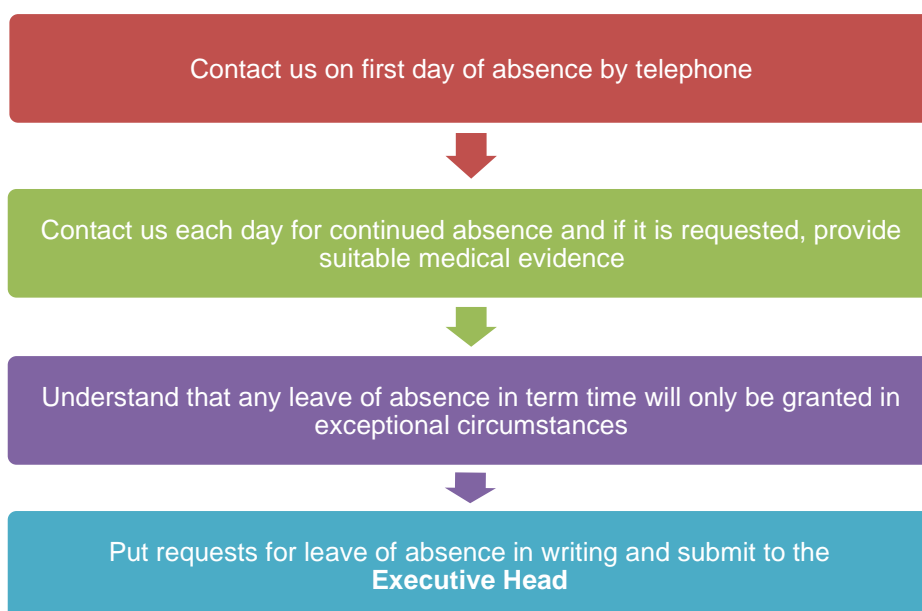 Contact us on first day of absence by telephone
Contact us each day for continued absence and if it is requested, provide
suitable medical evidence
Understand that any leave of absence in term time will only be granted in
exceptional circumstances
Put requests for leave of absence in writing and submit to the
Executive Head